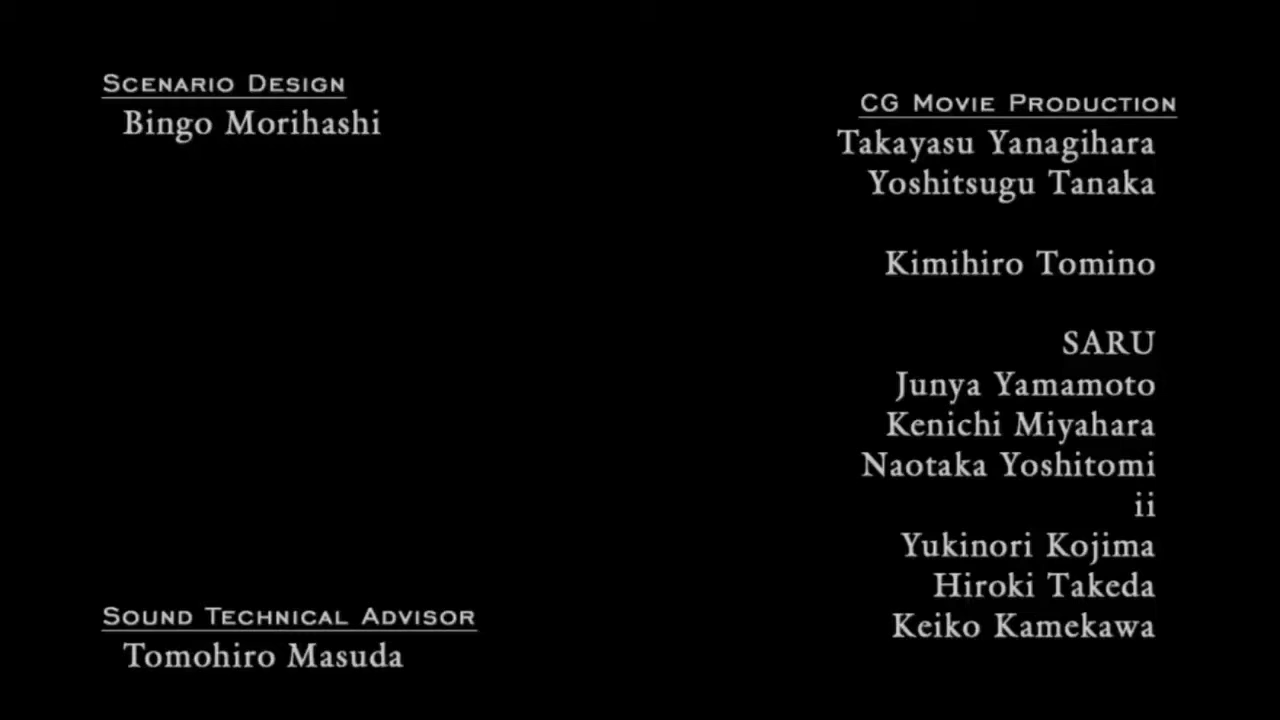 Scenario Design
Bingo Morihashi
Sound Technical Advisor
Tomohiro Masuda
CG Movie Production
Takayasu Yanagihara
Yoshitsugu Tanaka
Kimihiro Tomino
SARU
Junya Yamamoto
Kenichi Miyahara
Naotaka Yoshitomi
ii
Yukinori Kojima
Hiroki Takeda
Keiko Kamekawa